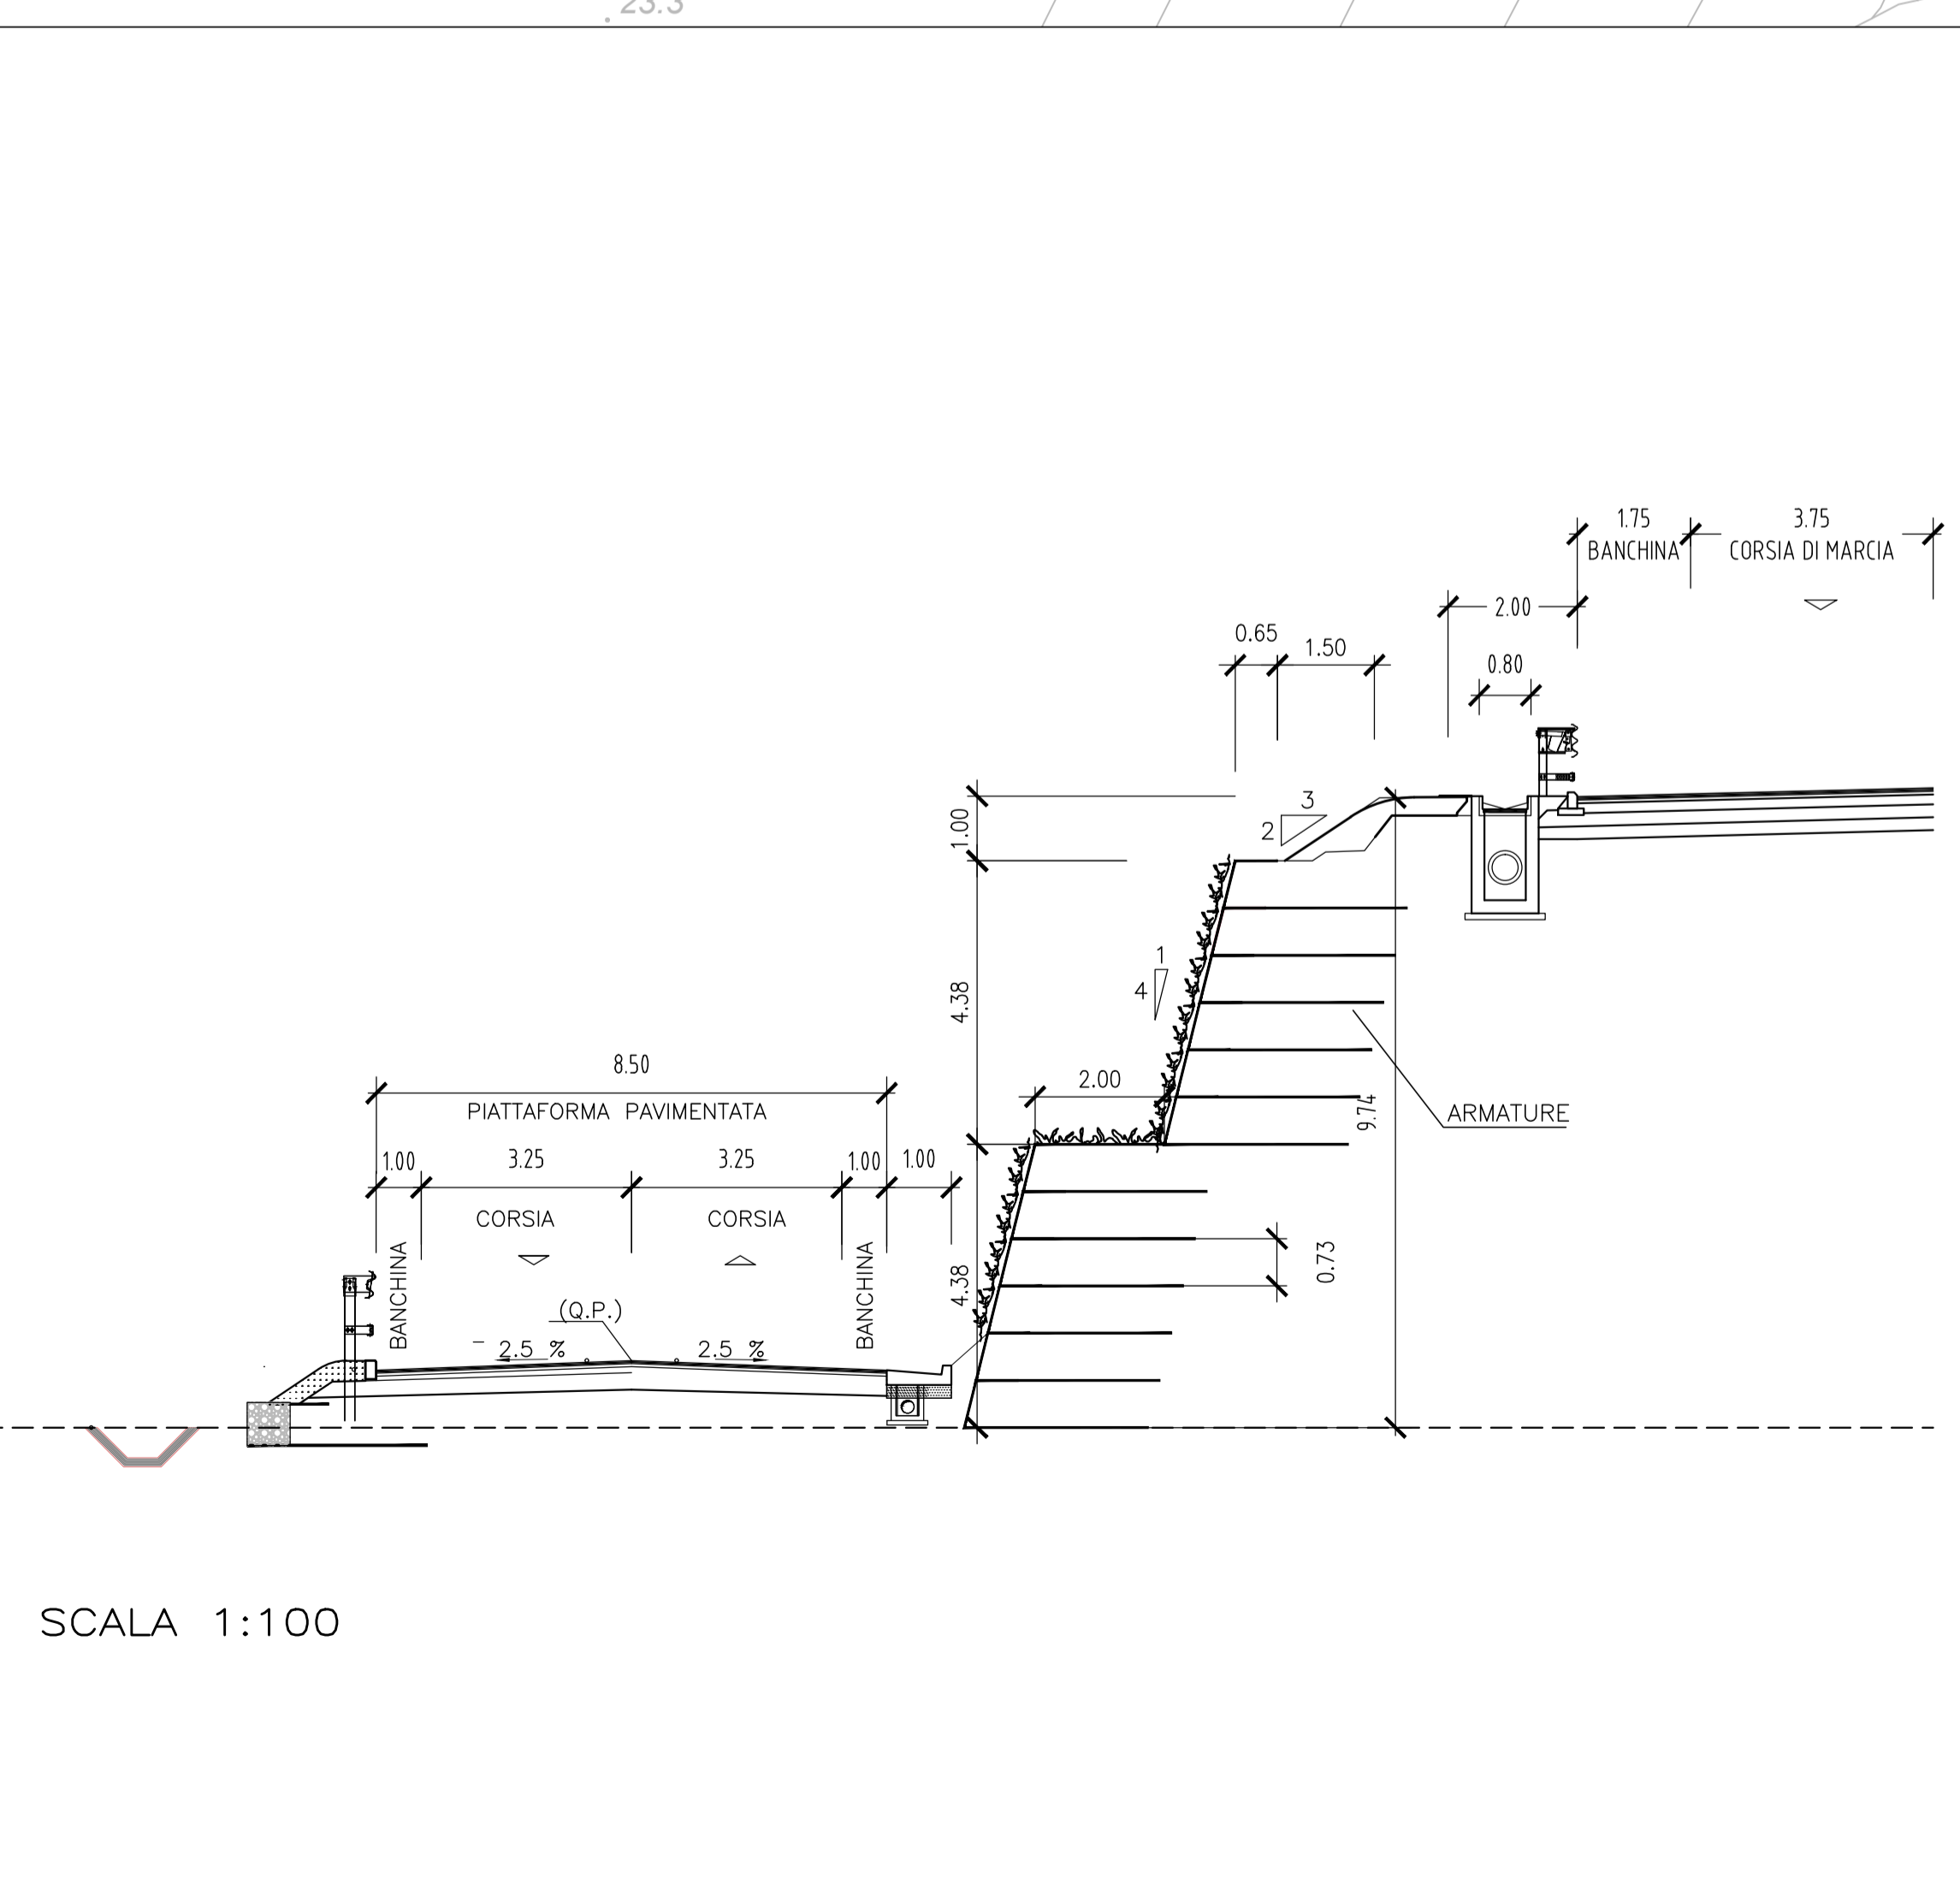 23.3
1.75
3.75
BANCHINA
CORSIA DI MARCIA
2.00
0.65
1.50
0.80
1.00
3
2
1
4
4.38
8.50
PIATTAFORMA PAVIMENTATA
2.00
9.74
ARMATURE
1.00
3.25
3.25
1.00
1.00
CORSIA
CORSIA
BANCHINA
BANCHINA
4.38
0.73
(Q.P.)
- 2.5 %
2.5 %
SCALA 1:100